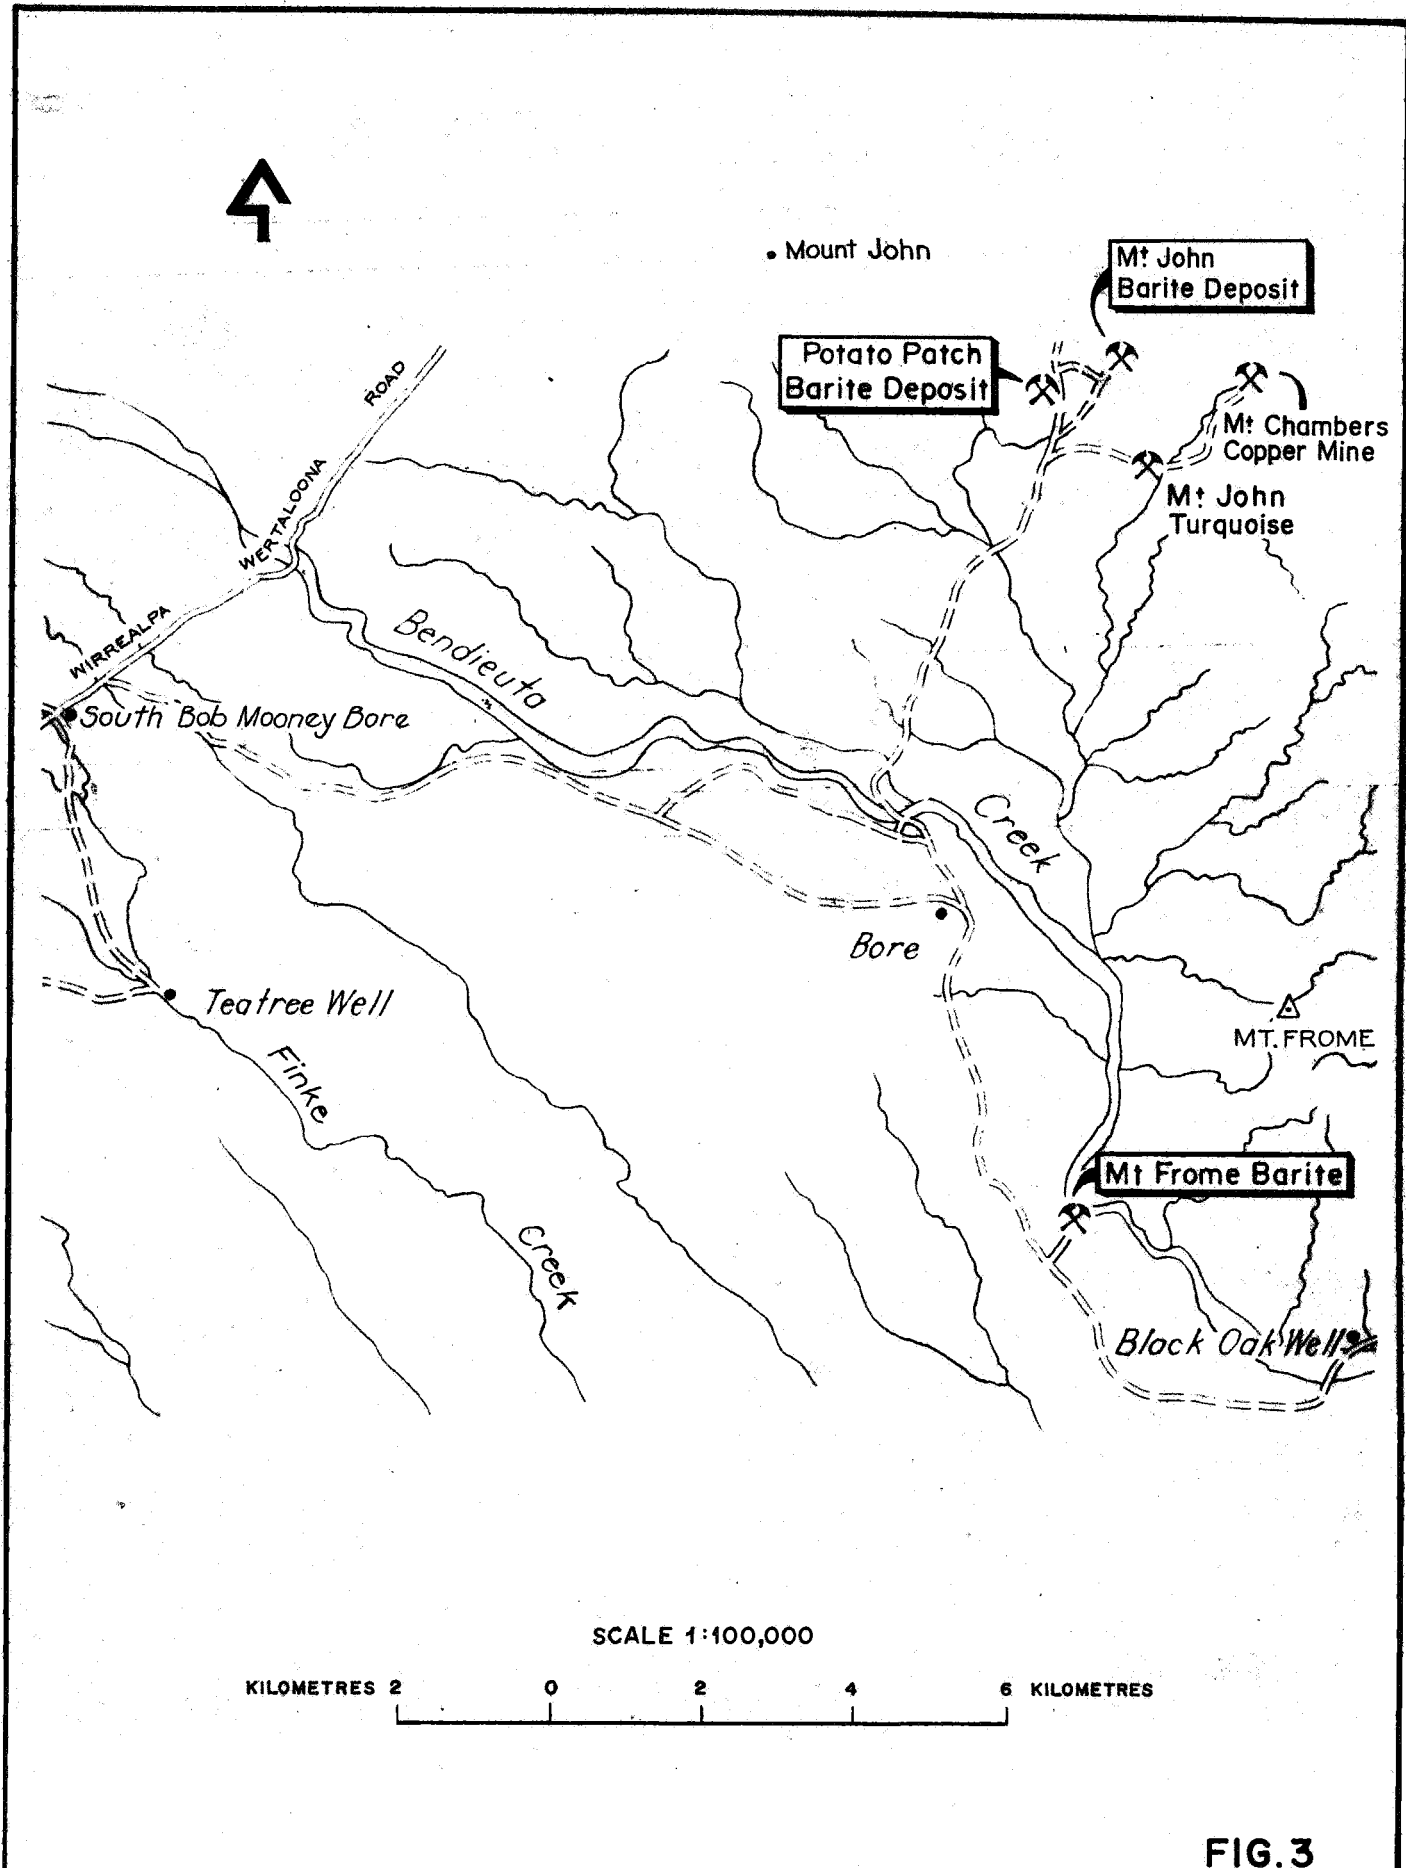 Mount John
Mt John
Barite Deposit
Potato Patch
Barite Deposit
Mt Chambers
Copper Mine
Mt John
Turquoise
WIRREALPA WERTALOONA ROAD
Bendieuta
Creek
South Bob Mooney Bore
Bore
Teatree Well
MT. FROME
Finke
Creek
Mt Frome Barite
Black Oak Well
SCALE 1:100,000
KILOMETRES 2 0 2 4 6 KILOMETRES
FIG. 3